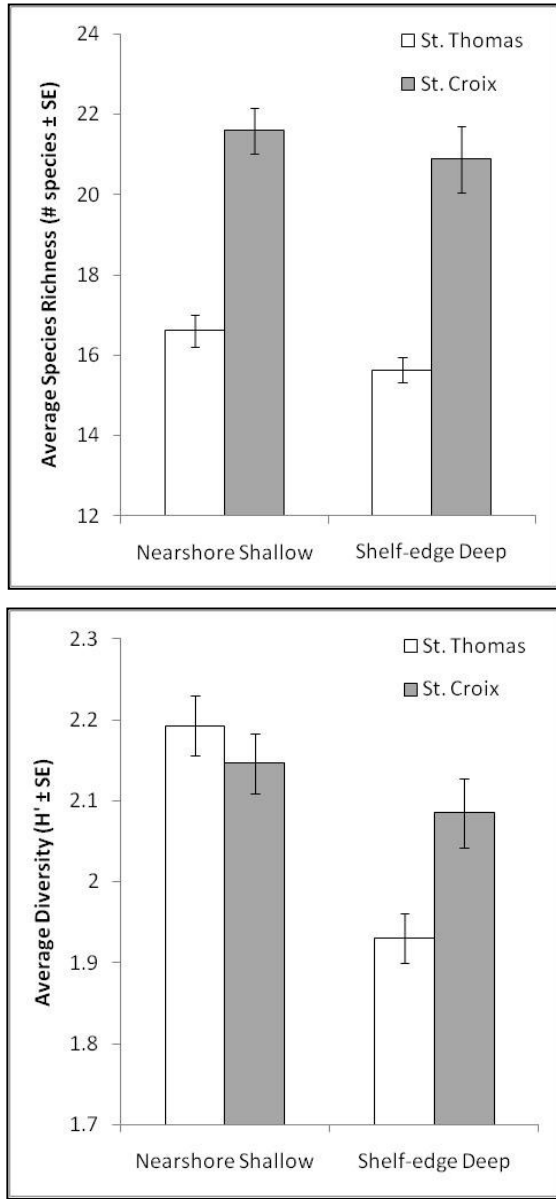 Average Species Richness (# species ± SE)
24
22
20
18
16
14
12
St. Thomas
St. Croix
Nearshore Shallow
Shelf-edge Deep
Average Diversity (H' ± SE)
2.3
2.2
2.1
2
1.9
1.8
1.7
St. Thomas
St. Croix
Nearshore Shallow
Shelf-edge Deep